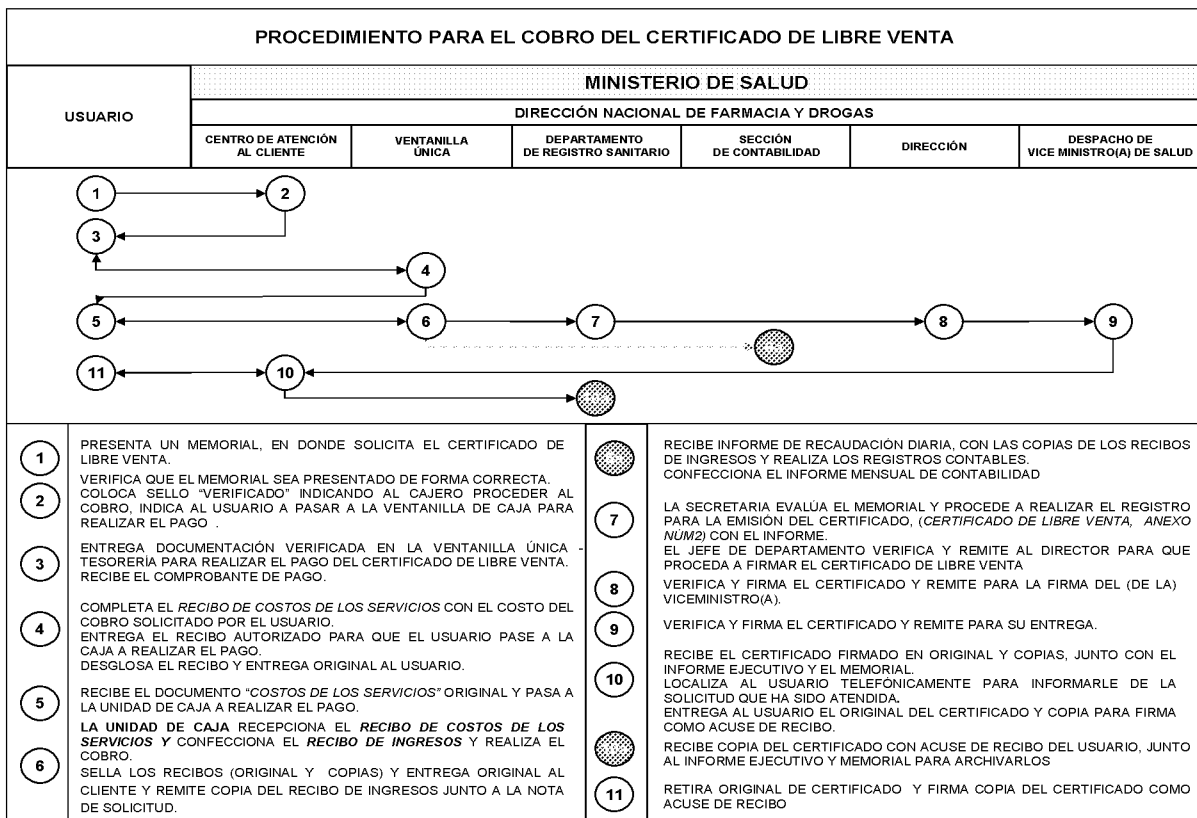 PROCEDIMIENTO PARA EL COBRO DEL CERTIFICADO DE LIBRE VENTA
USUARIO
MINISTERIO DE SALUD
DIRECCIÓN NACIONAL DE FARMACIA Y DROGAS
CENTRO DE ATENCIÓN
AL CLIENTE
VENTANILLA
ÚNICA
DEPARTAMENTO
DE REGISTRO SANITARIO
SECCIÓN
DE CONTABILIDAD
DIRECCIÓN
DESPACHO DE
VICE MINISTRO(A) DE SALUD
1
2
3
4
5
6
7
8
9
11
10
1
PRESENTA UN MEMORIAL, EN DONDE SOLICITA EL CERTIFICADO DE
LIBRE VENTA.
2
VERIFICA QUE EL MEMORIAL SEA PRESENTADO DE FORMA CORRECTA.
COLOCA SELLO “VERIFICADO” INDICANDO AL CAJERO PROCEDER AL
COBRO, INDICA AL USUARIO A PASAR A LA VENTANILLA DE CAJA PARA
REALIZAR EL PAGO .
3
ENTREGA DOCUMENTACIÓN VERIFICADA EN LA VENTANILLA ÚNICA -
TESORERÍA PARA REALIZAR EL PAGO DEL CERTIFICADO DE LIBRE VENTA.
RECIBE EL COMPROBANTE DE PAGO.
4
COMPLETA EL RECIBO DE COSTOS DE LOS SERVICIOS CON EL COSTO DEL
COBRO SOLICITADO POR EL USUARIO.
ENTREGA EL RECIBO AUTORIZADO PARA QUE EL USUARIO PASE A LA
CAJA A REALIZAR EL PAGO.
DESGLOSA EL RECIBO Y ENTREGA ORIGINAL AL USUARIO.
5
RECIBE EL DOCUMENTO “COSTOS DE LOS SERVICIOS” ORIGINAL Y PASA A
LA UNIDAD DE CAJA A REALIZAR EL PAGO.
6
LA UNIDAD DE CAJA RECEPCIONA EL RECIBO DE COSTOS DE LOS
SERVICIOS Y CONFECCIONA EL RECIBO DE INGRESOS Y REALIZA EL
COBRO.
SELLA LOS RECIBOS (ORIGINAL Y COPIAS) Y ENTREGA ORIGINAL AL
CLIENTE Y REMITE COPIA DEL RECIBO DE INGRESOS JUNTO A LA NOTA
DE SOLICITUD.
RECIBE INFORME DE RECAUDACIÓN DIARIA, CON LAS COPIAS DE LOS RECIBOS
DE INGRESOS Y REALIZA LOS REGISTROS CONTABLES.
CONFECCIONA EL INFORME MENSUAL DE CONTABILIDAD
7
LA SECRETARIA EVALÚA EL MEMORIAL Y PROCEDE A REALIZAR EL REGISTRO
PARA LA EMISIÓN DEL CERTIFICADO, (CERTIFICADO DE LIBRE VENTA, ANEXO
NÚM2) CON EL INFORME.
EL JEFE DE DEPARTAMENTO VERIFICA Y REMITE AL DIRECTOR PARA QUE
PROCEDA A FIRMAR EL CERTIFICADO DE LIBRE VENTA
8
VERIFICA Y FIRMA EL CERTIFICADO Y REMITE PARA LA FIRMA DEL (DE LA)
VICEMINISTRO(A).
9
VERIFICA Y FIRMA EL CERTIFICADO Y REMITE PARA SU ENTREGA.
10
RECIBE EL CERTIFICADO FIRMADO EN ORIGINAL Y COPIAS, JUNTO CON EL
INFORME EJECUTIVO Y EL MEMORIAL.
LOCALIZA AL USUARIO TELEFÓNICAMENTE PARA INFORMARLE DE LA
SOLICITUD QUE HA SIDO ATENDIDA.
ENTREGA AL USUARIO EL ORIGINAL DEL CERTIFICADO Y COPIA PARA FIRMA
COMO ACUSE DE RECIBO.
RECIBE COPIA DEL CERTIFICADO CON ACUSE DE RECIBO DEL USUARIO, JUNTO
AL INFORME EJECUTIVO Y MEMORIAL PARA ARCHIVARLOS
11
RETIRA ORIGINAL DE CERTIFICADO Y FIRMA COPIA DEL CERTIFICADO COMO
ACUSE DE RECIBO